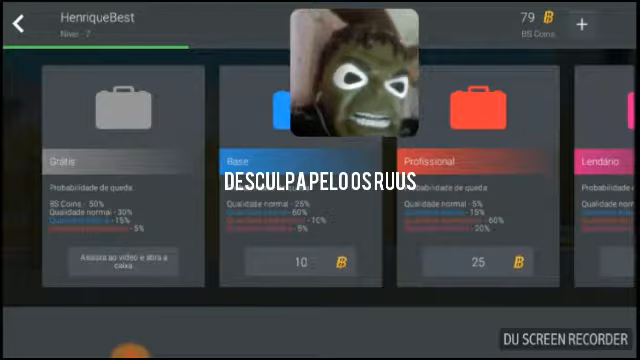 HenriqueBest
Nível - 7
79
BS Coins
+
Grátis
Probabilidade de queda
BS Coins - 50%
Qualidade normal - 30%
- 15%
- 5%
Assista ao vídeo e abra a
caixa
Base
Probabilidade de queda
Qualidade normal - 25%
- 60%
- 10%
- 5%
10
Profissional
Probabilidade de queda
Qualidade normal - 5%
- 15%
- 60%
- 20%
25
Lendário
DESCULPA PELO OS RUUS
DU SCREEN RECORDER